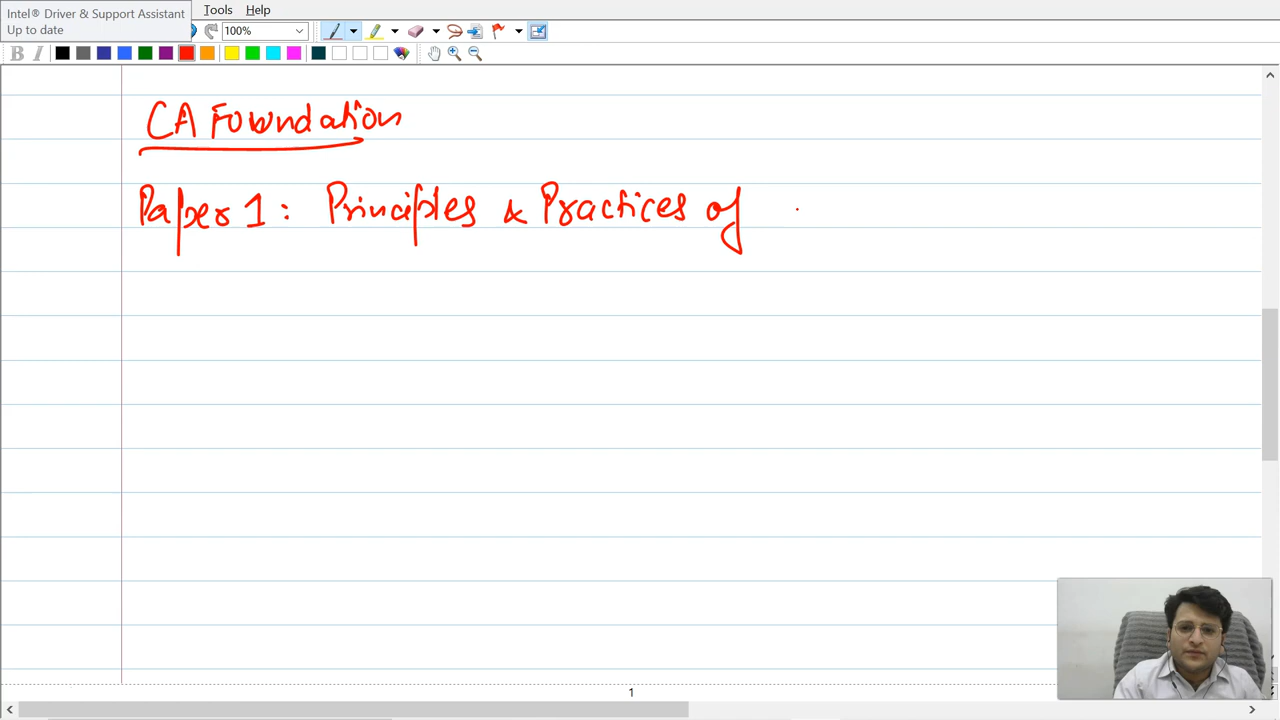 Intel® Driver & Support Assistant
Up to date
Tools Help
100%
B I
CA Foundation
Paper 1: Principles & Practices of
1